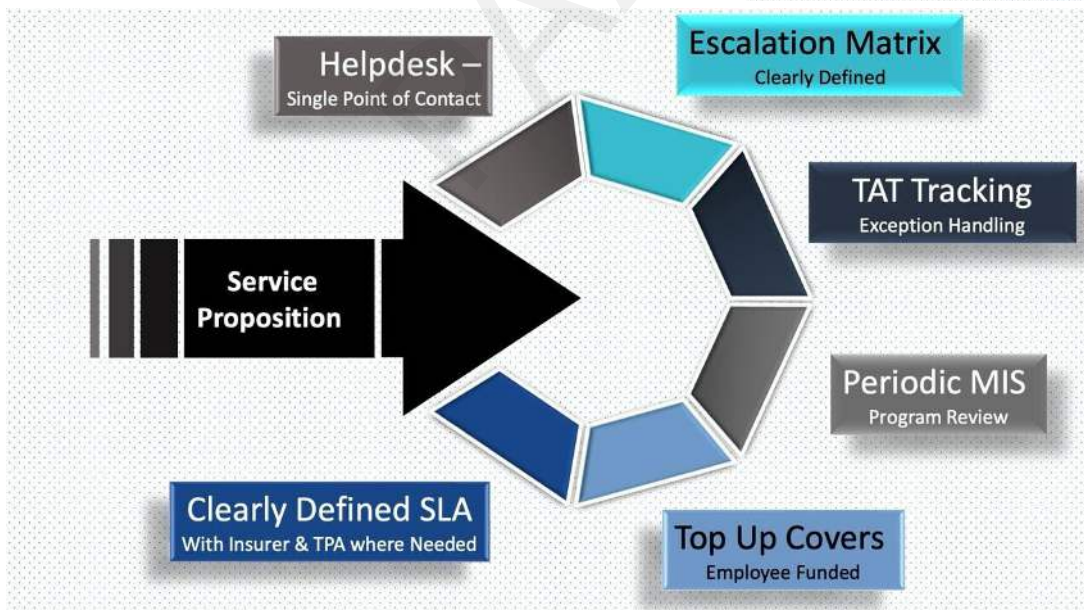 Helpdesk –
Single Point of Contact
Escalation Matrix
Clearly Defined
TAT Tracking
Exception Handling
Service
Proposition
Periodic MIS
Program Review
Clearly Defined SLA
With Insurer & TPA where Needed
Top Up Covers
Employee Funded